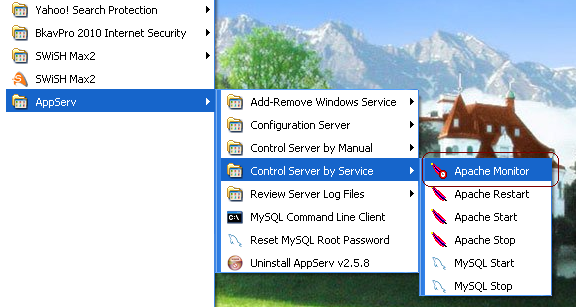 Yahoo! Search Protection
BkavPro 2010 Internet Security
SWiSH Max2
SWiSH Max2
AppServ
Add-Remove Windows Service
Configuration Server
Control Server by Manual
Control Server by Service
Review Server Log Files
MySQL Command Line Client
Reset MySQL Root Password
Uninstall AppServ v2.5.8
Apache Monitor
Apache Restart
Apache Start
Apache Stop
MySQL Start
MySQL Stop